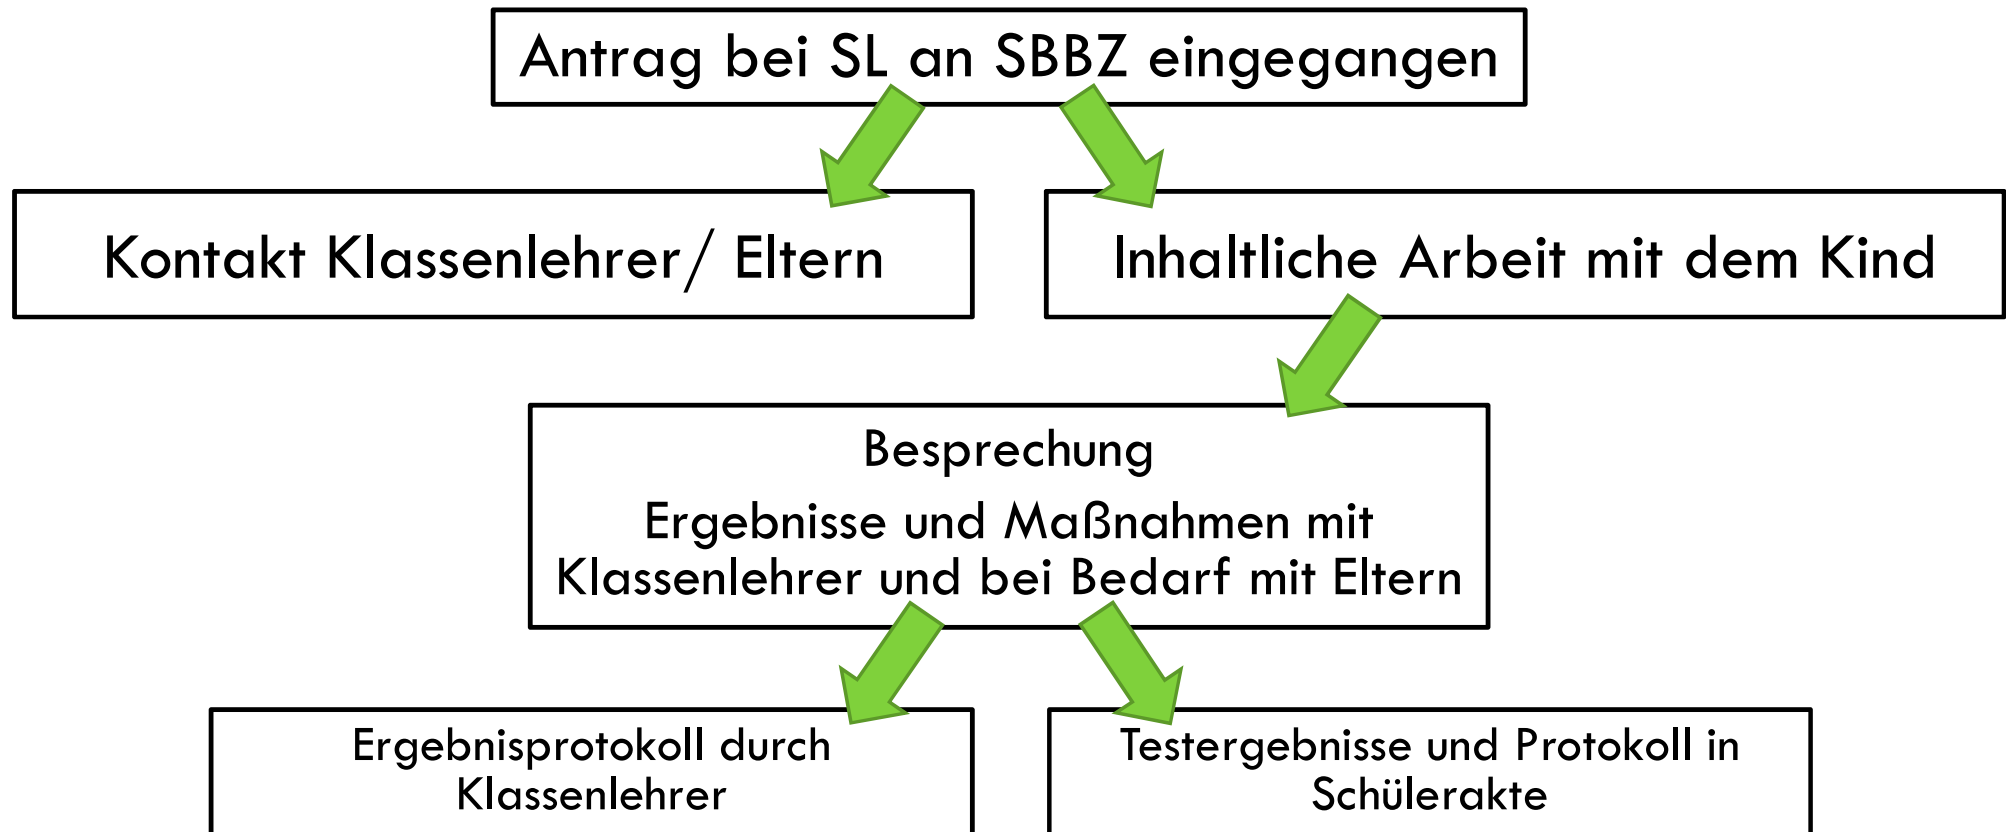 Antrag bei SL an SBBZ eingegangen
Kontakt Klassenlehrer/ Eltern
Inhaltliche Arbeit mit dem Kind
Besprechung
Ergebnisse und Maßnahmen mit
Klassenlehrer und bei Bedarf mit Eltern
Ergebnisprotokoll durch
Klassenlehrer
Testergebnisse und Protokoll in
Schülerakte